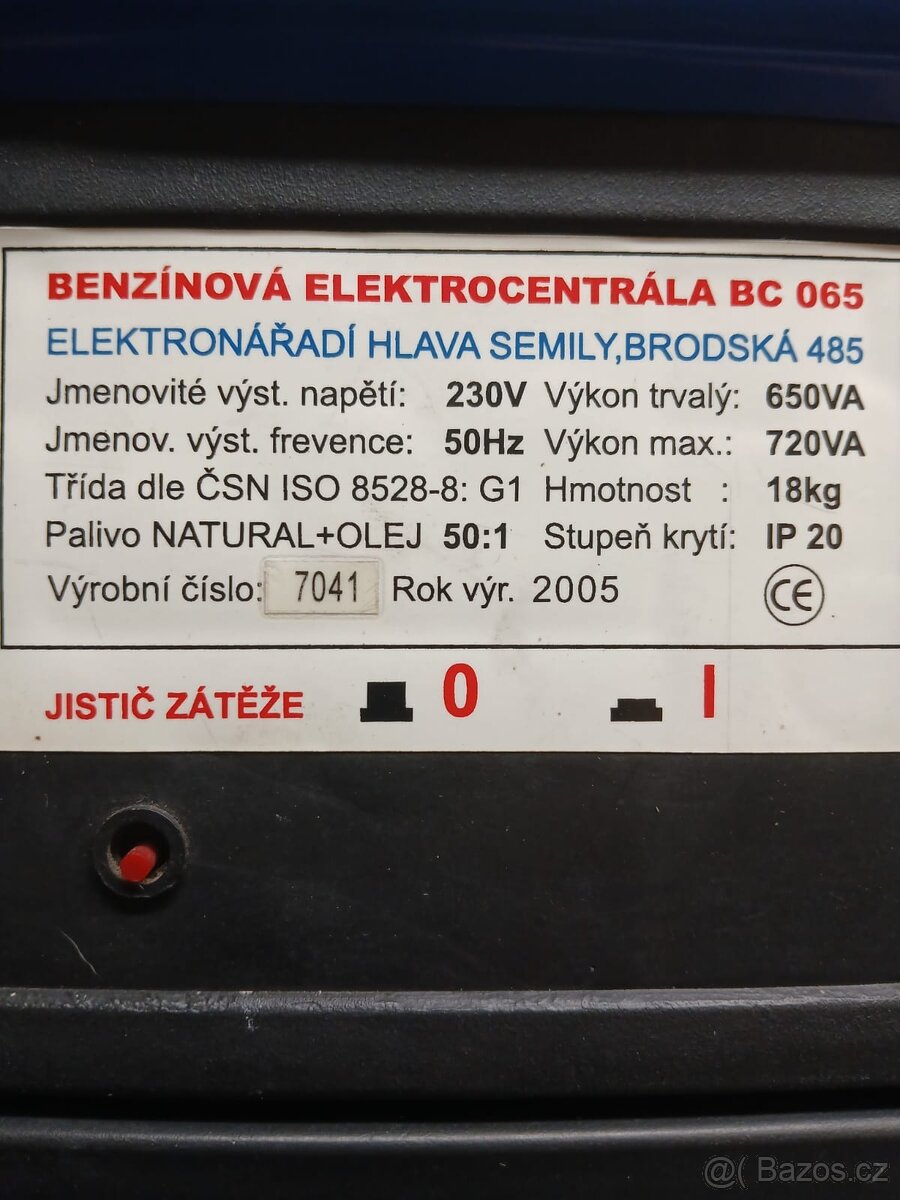 BENZÍNOVÁ ELEKTROCENTRÁLA BC 065
ELEKTRONÁŘADÍ HLAVA SEMILY,BRODSKÁ 485
Jmenovité výst. napětí: 230V Výkon trvalý: 650VA
Jmenov. výst. frevence: 50Hz Výkon max.: 720VA
Třída dle ČSN ISO 8528-8: G1 Hmotnost : 18kg
Palivo NATURAL+OLEJ 50:1 Stupeň krytí: IP 20
Výrobní číslo: 7041 Rok výr. 2005 CE
JISTIČ ZÁTĚŽE 0 I
@( Bazos.cz